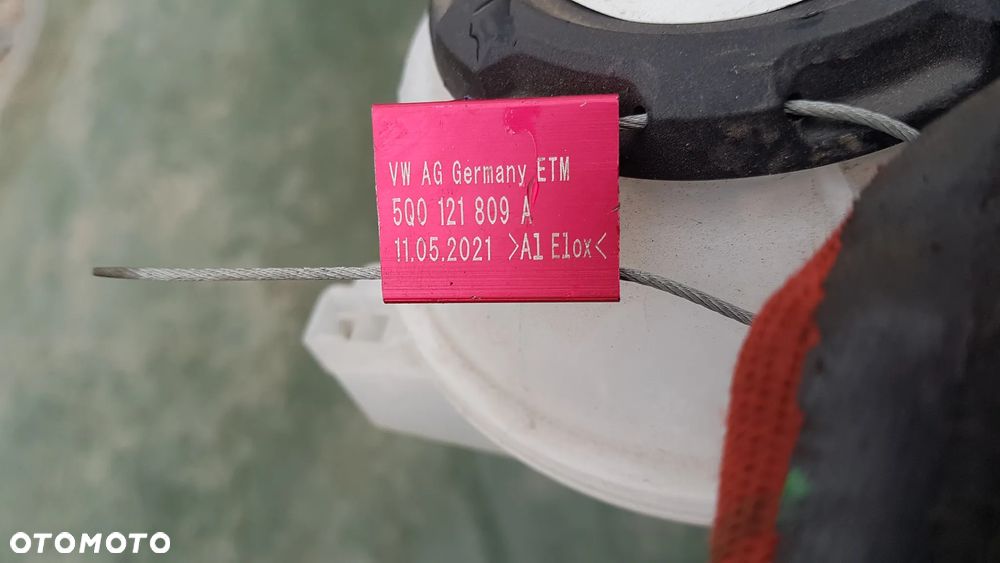 VW AG Germany ETM
5Q0 121 809 A
11.05.2021 >Al Elox<
OTOMOTO